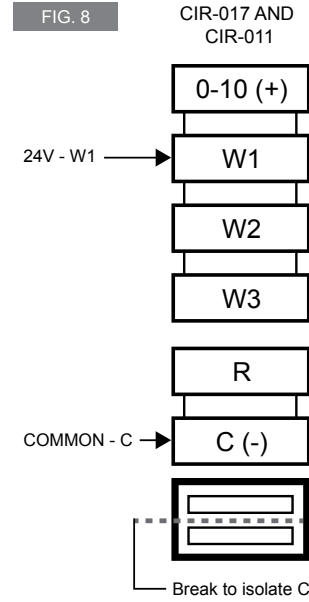 FIG. 8
CIR-017 AND
CIR-011
0-10 (+)
24V - W1
W1
W2
W3
R
COMMON - C
C (-)
Break to isolate C